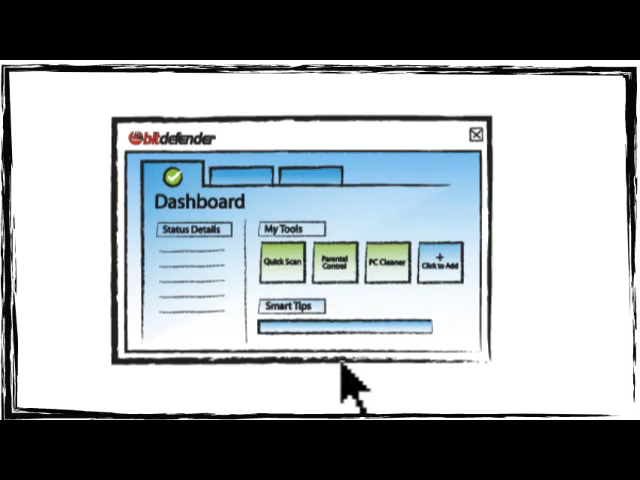 bitdefender
Dashboard
Status Details
My Tools
Quick Scan
Parental
Control
PC Cleaner
+
Click to Add
Smart Tips